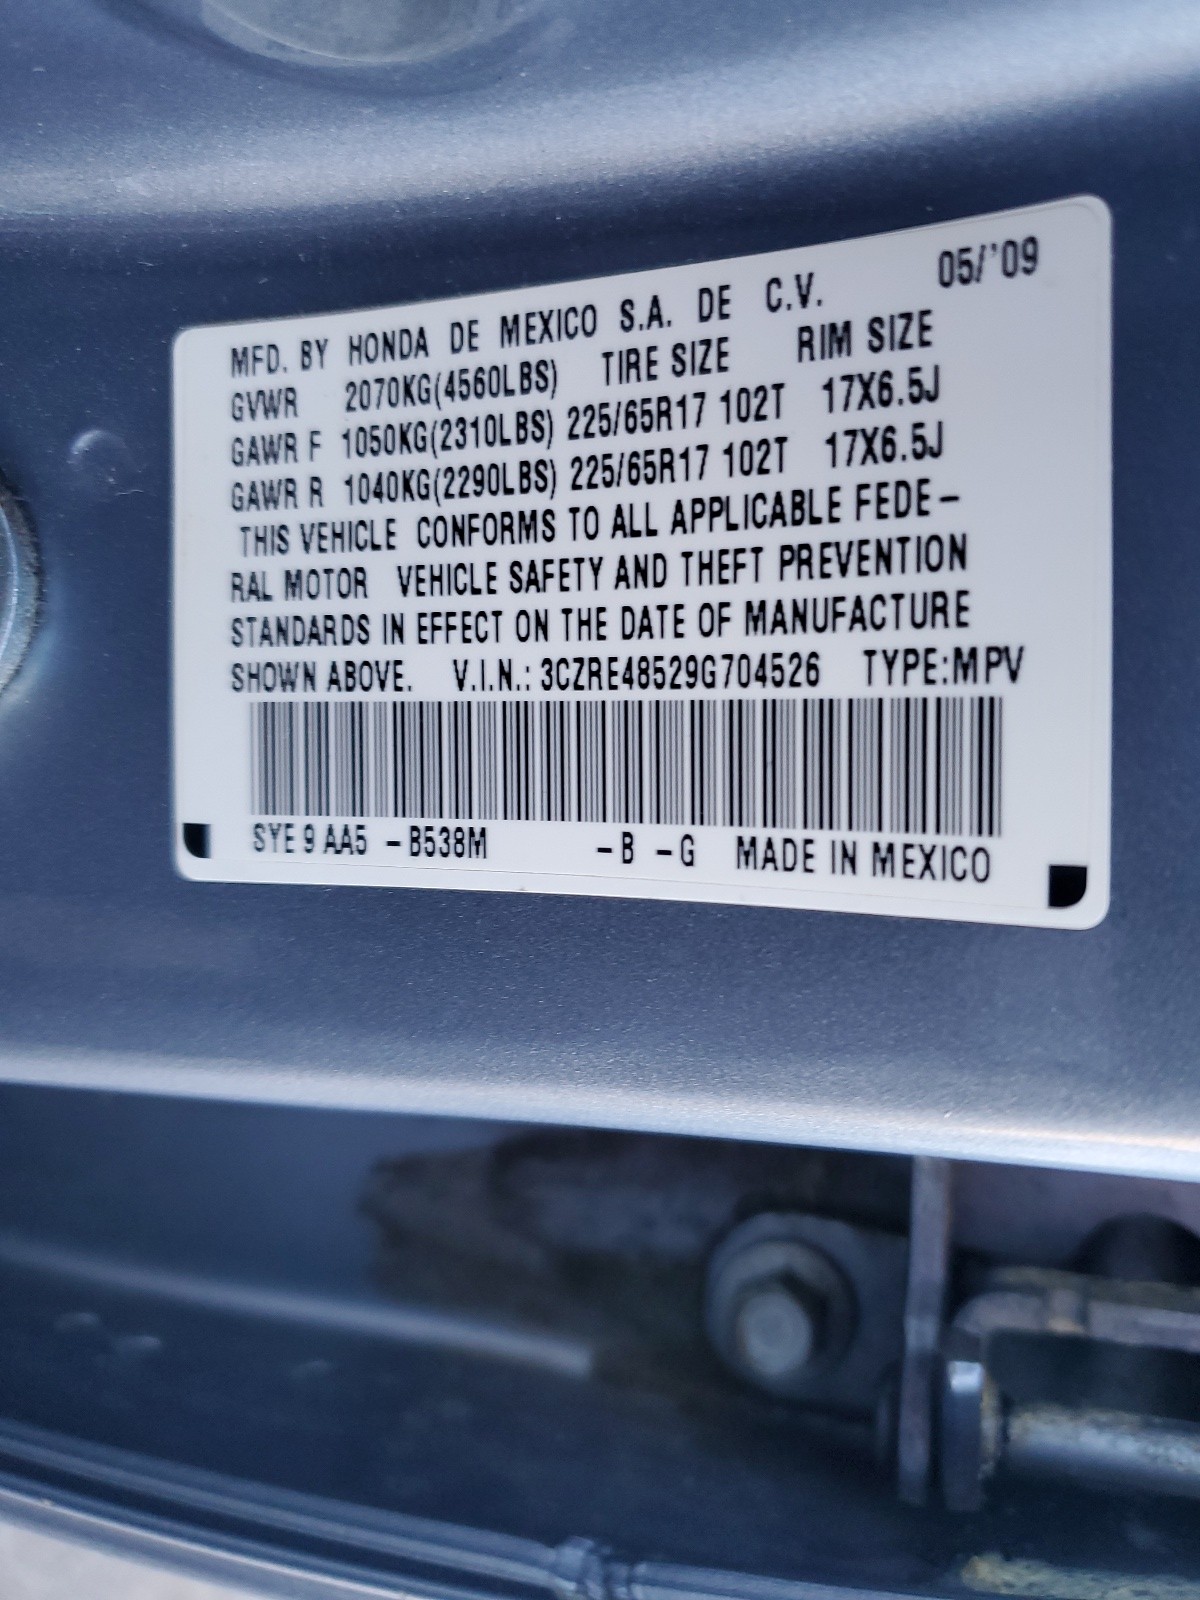 MFD. BY HONDA DE MEXICO S.A. DE C.V. 05/'09
GVWR 2070KG(4560LBS) TIRE SIZE RIM SIZE
GAWR F 1050KG(2310LBS) 225/65R17 102T 17X6.5J
GAWR R 1040KG(2290LBS) 225/65R17 102T 17X6.5J
THIS VEHICLE CONFORMS TO ALL APPLICABLE FEDE-
RAL MOTOR VEHICLE SAFETY AND THEFT PREVENTION
STANDARDS IN EFFECT ON THE DATE OF MANUFACTURE
SHOWN ABOVE. V.I.N.: 3CZRE48529G704526 TYPE:MPV
SYE 9 AA5 -B538M -B -G MADE IN MEXICO